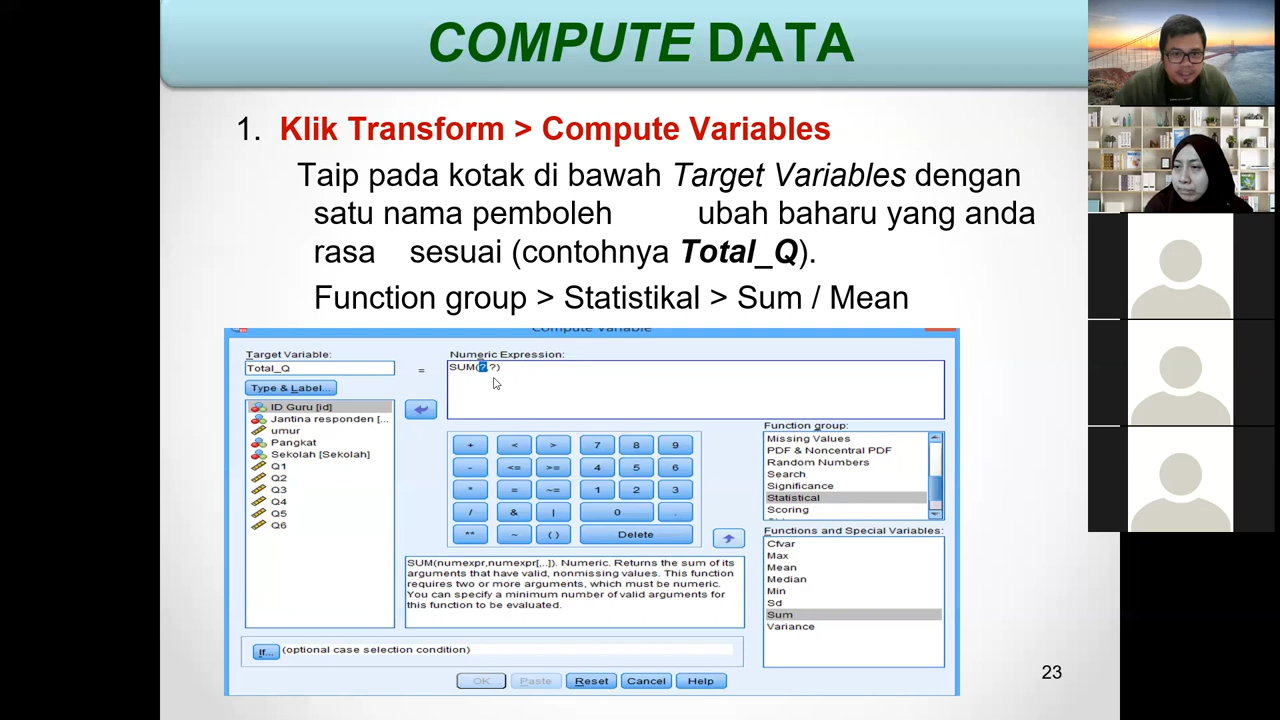 COMPUTE DATA
1. Klik Transform > Compute Variables
Taip pada kotak di bawah Target Variables dengan
satu nama pemboleh ubah baharu yang anda
rasa sesuai (contohnya Total_Q).
Function group > Statistikal > Sum / Mean
Compute Variable
Target Variable:
Total_Q
=
Numeric Expression:
SUM(?,?)
Type & Label...
ID Guru [id]
Jantina responden [...
umur
Pangkat
Sekolah [Sekolah]
Q1
Q2
Q3
Q4
Q5
Q6
+ < > 7 8 9
- <= >= 4 5 6
* = ~= 1 2 3
/ & | 0 .
** ~ ( ) Delete
Function group:
Missing Values
PDF & Noncentral PDF
Random Numbers
Search
Significance
Statistical
Scoring
Functions and Special Variables:
Cfvar
Max
Mean
Median
Min
Sd
Sum
Variance
SUM(numexpr,numexpr[,..]). Numeric. Returns the sum of its
arguments that have valid, nonmissing values. This function
requires two or more arguments, which must be numeric.
You can specify a minimum number of valid arguments for
this function to be evaluated.
If... (optional case selection condition)
OK Paste Reset Cancel Help
23